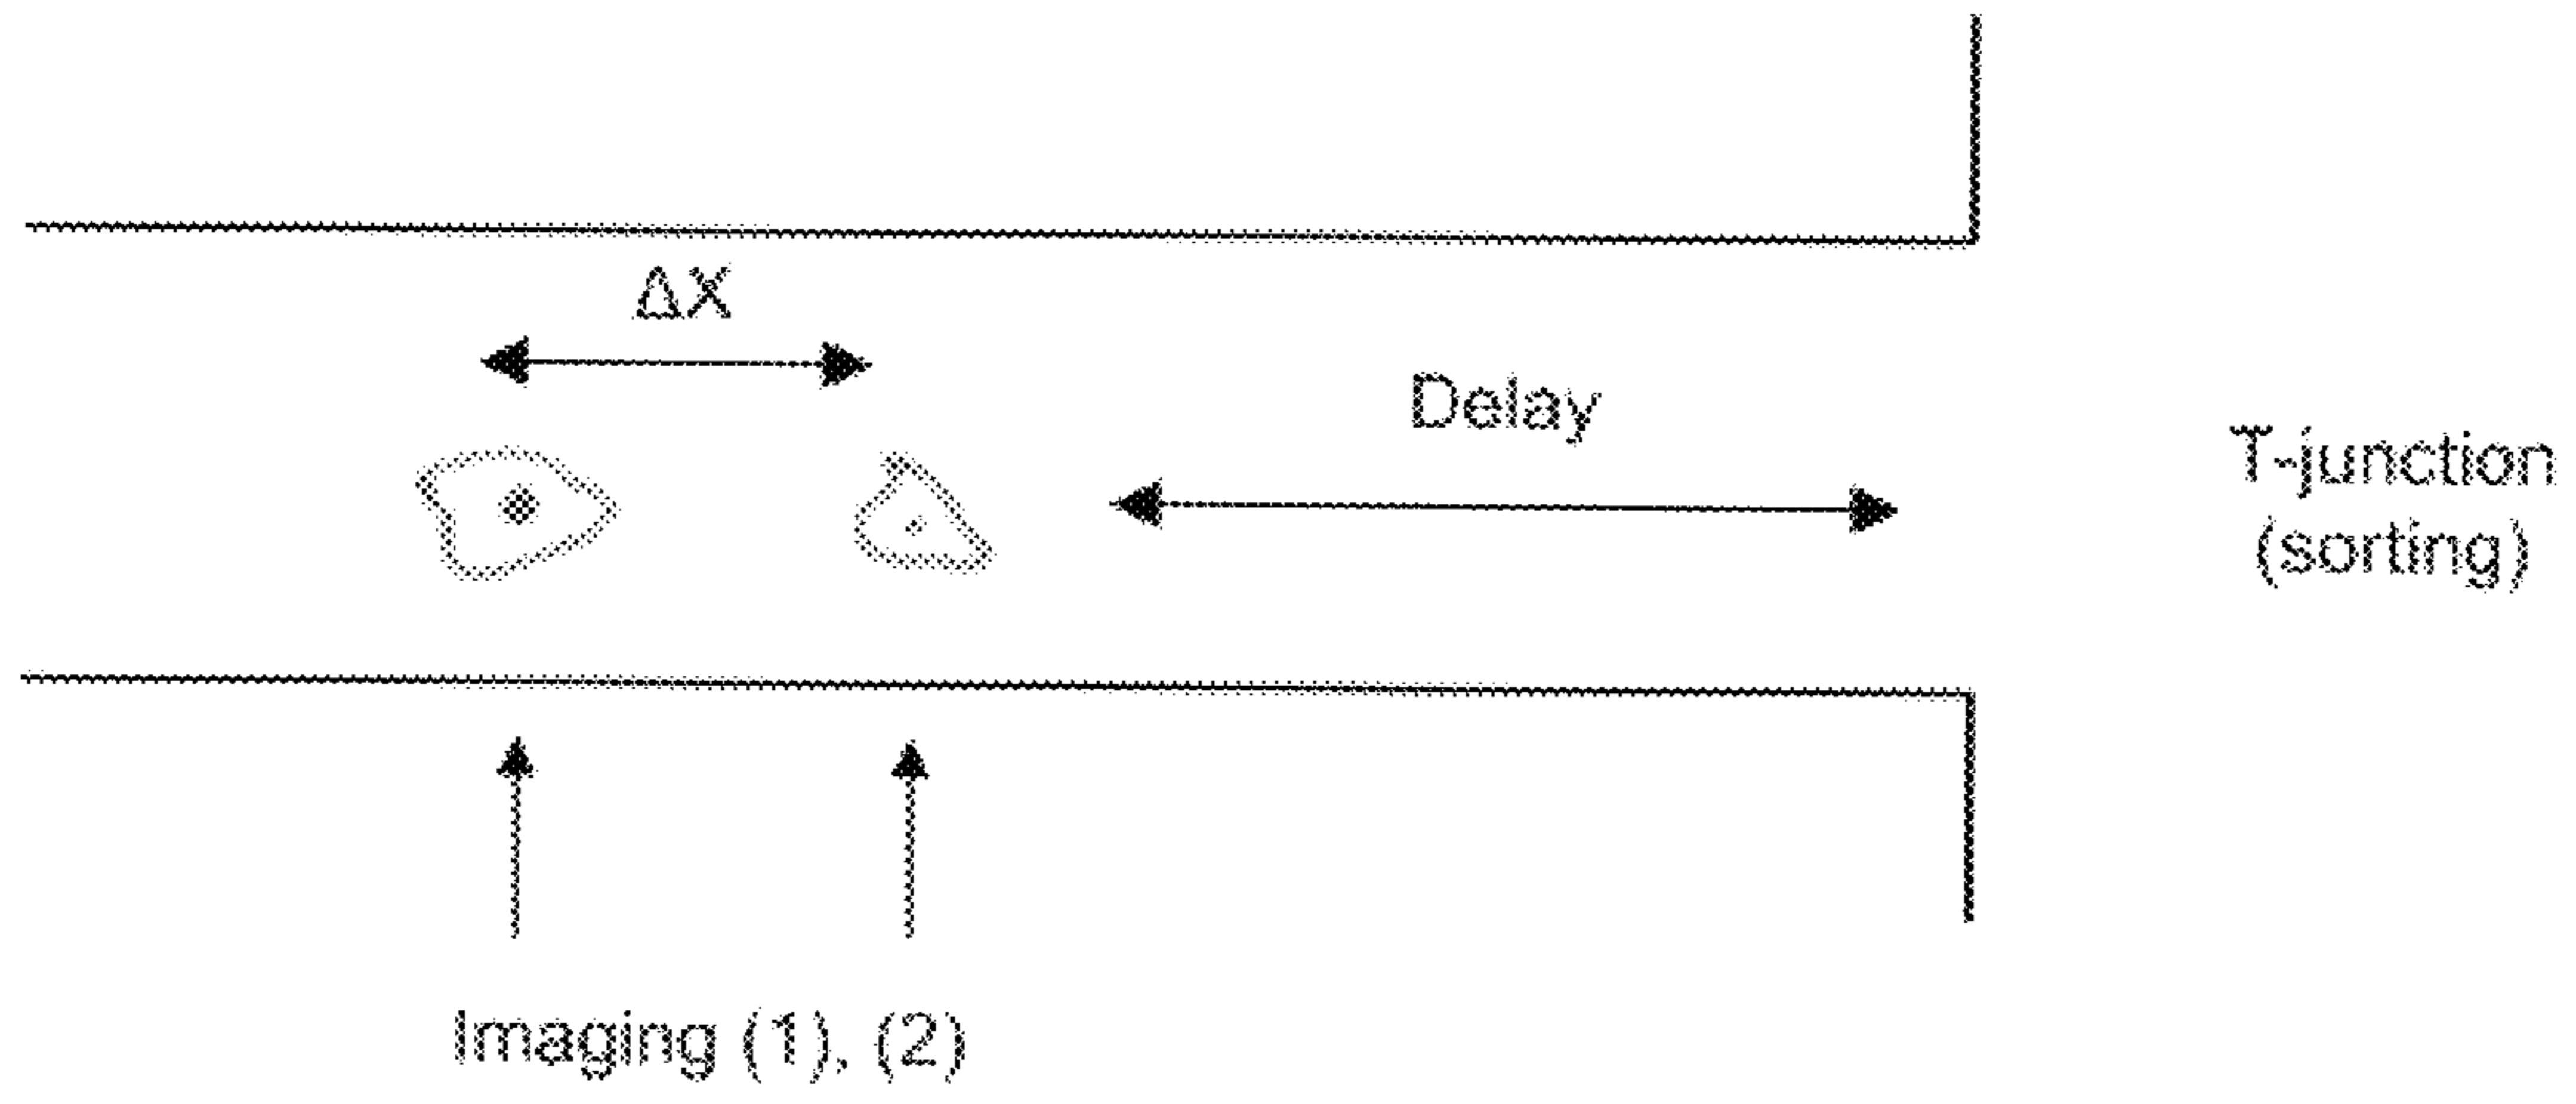 ΔX
Delay
T-junction
(sorting)
Imaging (1), (2)